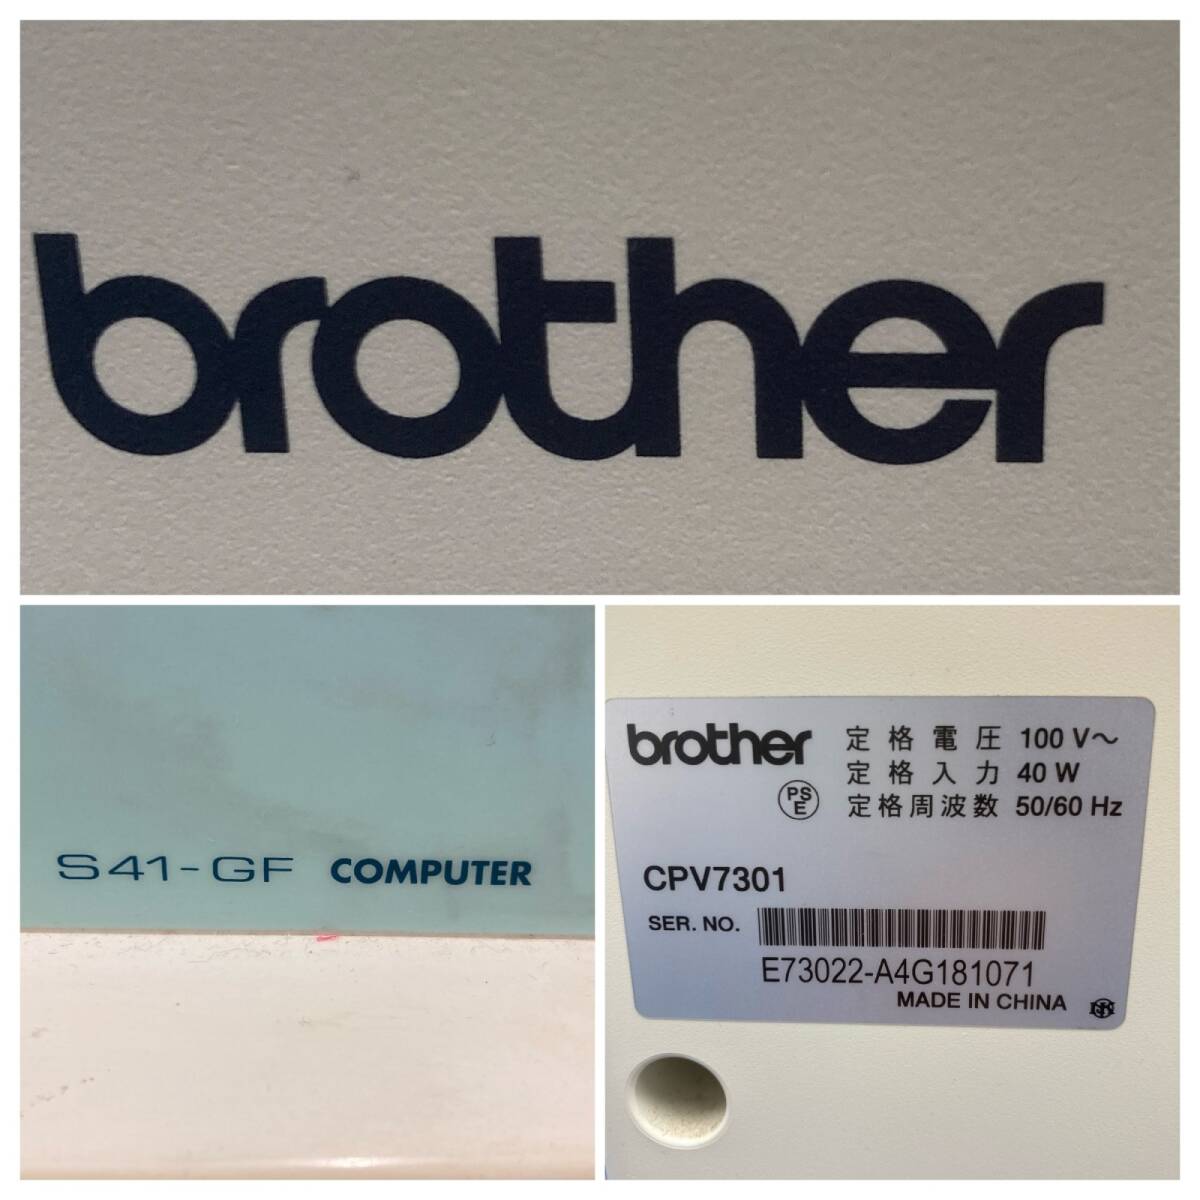 brother
S41-GF COMPUTER
brother
定格電圧 100 V～
定格入力 40 W
PS
E
定格周波数 50/60 Hz
CPV7301
SER. NO.
E73022-A4G181071
MADE IN CHINA